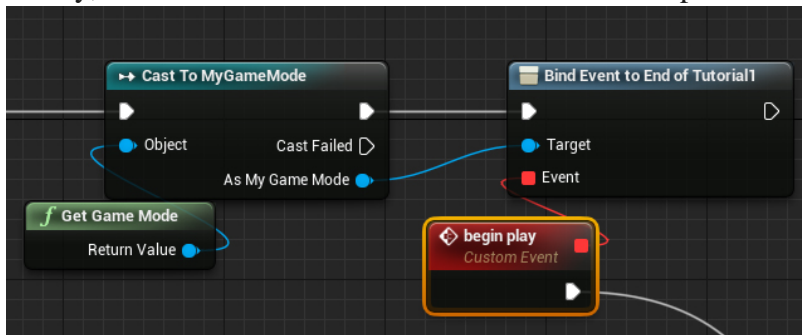 Cast To MyGameMode
Object
Cast Failed
As My Game Mode
Bind Event to End of Tutorial1
Target
Event
f Get Game Mode
Return Value
begin play
Custom Event